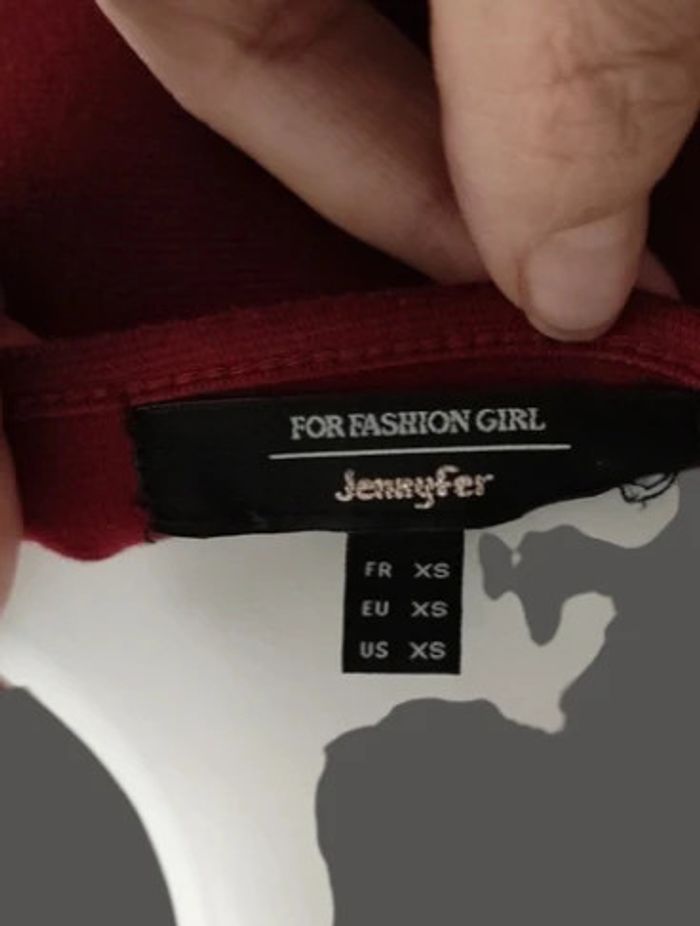 FOR FASHION GIRL
Jennyfer
FR XS
EU XS
US XS